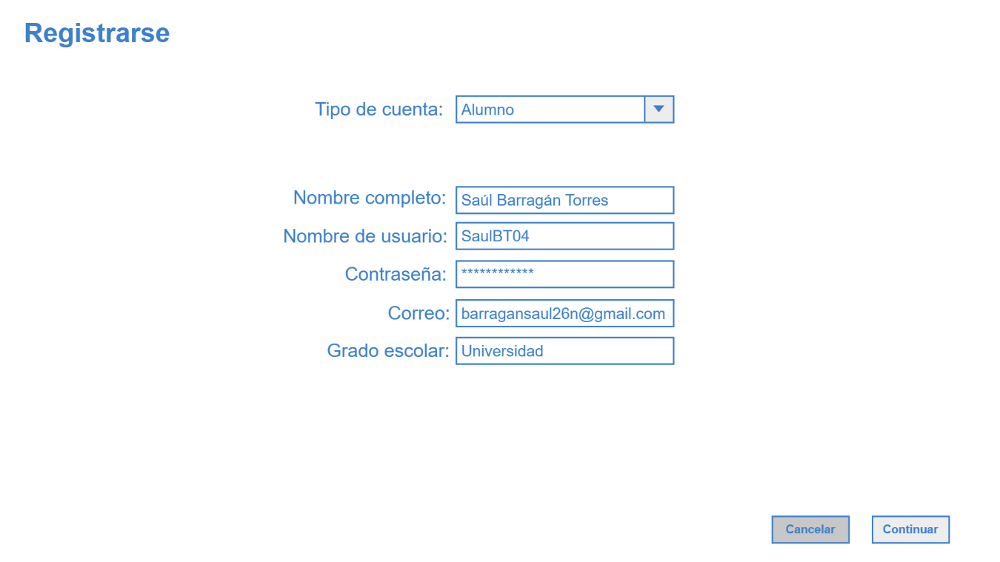 Registrarse
Tipo de cuenta: Alumno
Nombre completo: Saúl Barragán Torres
Nombre de usuario: SaulBT04
Contraseña: ************
Correo: barragansaul26n@gmail.com
Grado escolar: Universidad
Cancelar Continuar